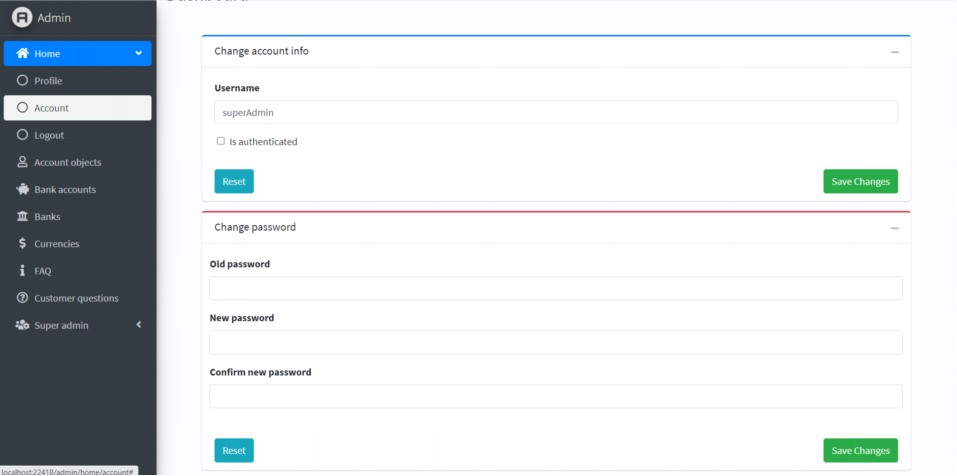 Admin
Home
Profile
Account
Logout
Account objects
Bank accounts
Banks
Currencies
FAQ
Customer questions
Super admin
localhost:22418/admin/home/account#
Change account info
Username
superAdmin
Is authenticated
Reset
Save Changes
Change password
Old password
New password
Confirm new password
Reset
Save Changes